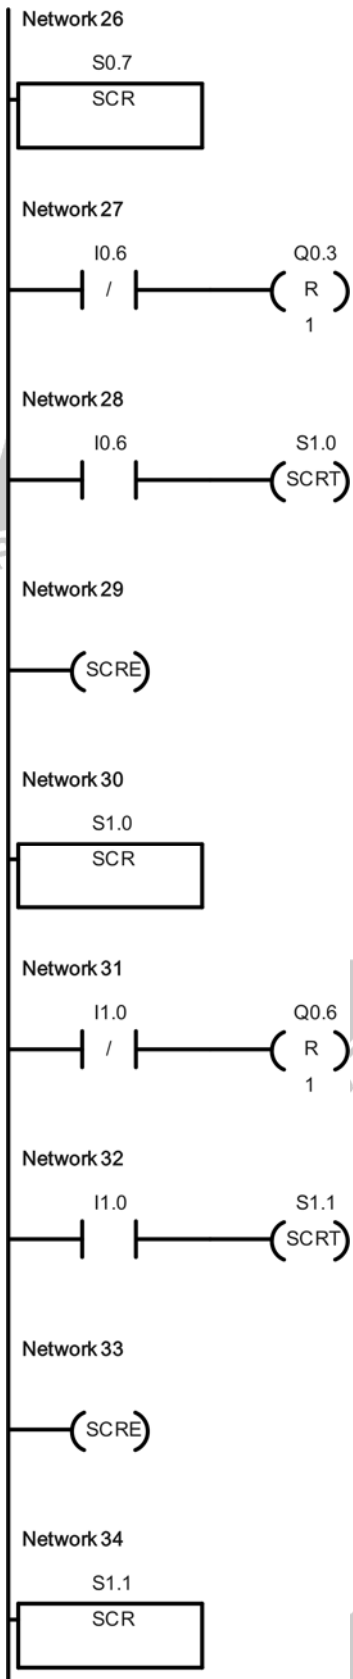 Network 26
S0.7
SCR
Network 27
I0.6 Q0.3
/ R
1
Network 28
I0.6 S1.0
SCRT
Network 29
SCRE
Network 30
S1.0
SCR
Network 31
I1.0 Q0.6
/ R
1
Network 32
I1.0 S1.1
SCRT
Network 33
SCRE
Network 34
S1.1
SCR